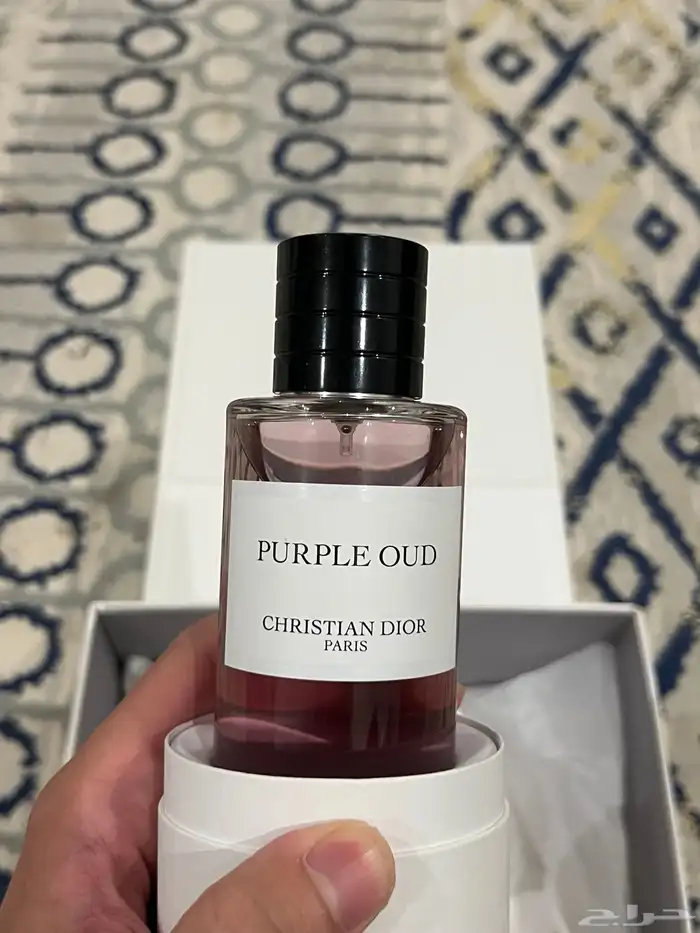 PURPLE OUD
CHRISTIAN DIOR
PARIS
حراج